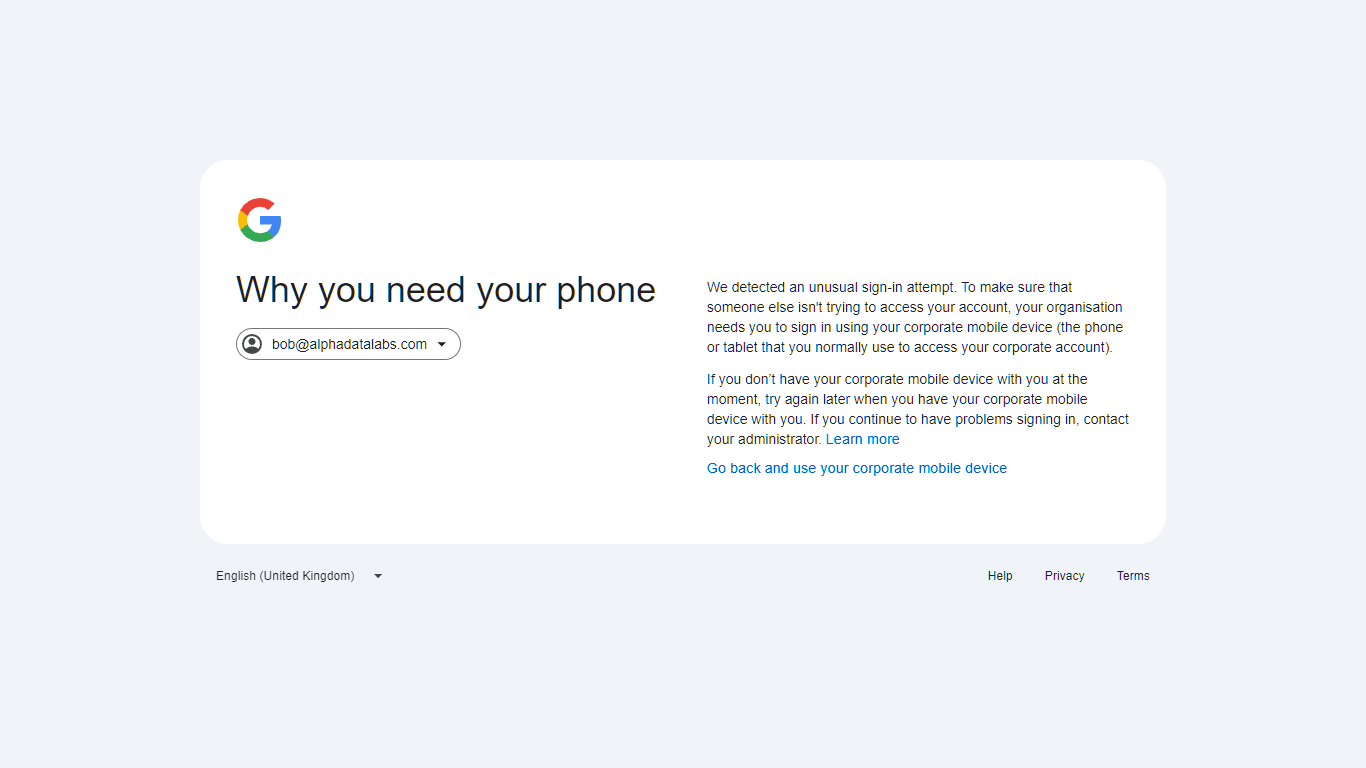 Why you need your phone
bob@alphadatalabs.com
We detected an unusual sign-in attempt. To make sure that
someone else isn't trying to access your account, your organisation
needs you to sign in using your corporate mobile device (the phone
or tablet that you normally use to access your corporate account).
If you don’t have your corporate mobile device with you at the
moment, try again later when you have your corporate mobile
device with you. If you continue to have problems signing in, contact
your administrator. Learn more
Go back and use your corporate mobile device
English (United Kingdom)
Help Privacy Terms